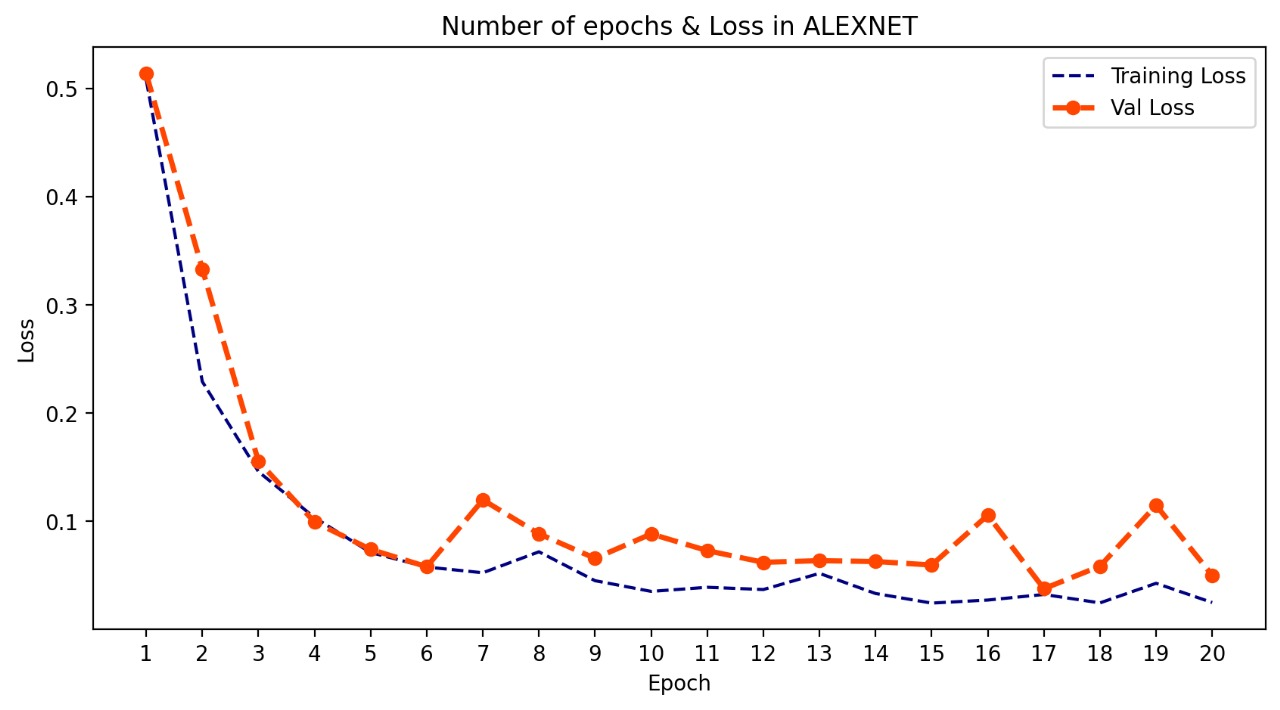 Number of epochs & Loss in ALEXNET
Training Loss
Val Loss
0.5
0.4
0.3
0.2
0.1
Loss
1 2 3 4 5 6 7 8 9 10 11 12 13 14 15 16 17 18 19 20
Epoch